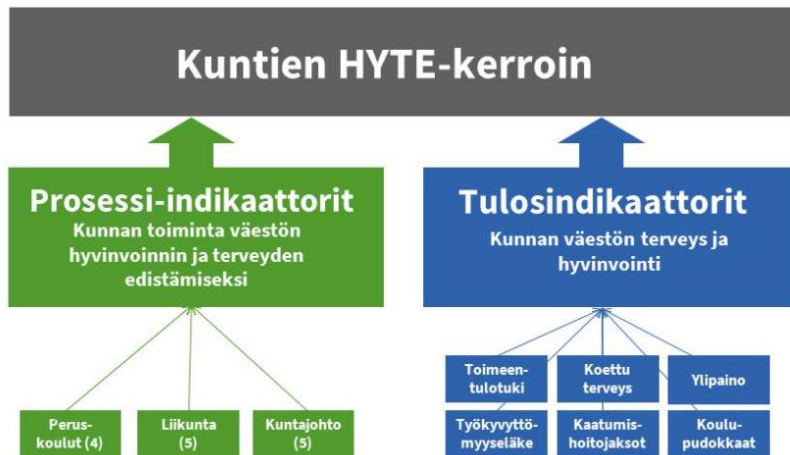 Kuntien HYTE-kerroin
Prosessi-indikaattorit
Kunnan toiminta väestön
hyvinvoinnin ja terveyden
edistämiseksi
Tulosindikaattorit
Kunnan väestön terveys ja
hyvinvointi
Perus-
koulut (4)
Liikunta
(5)
Kuntajohto
(5)
Toimeen-
tulotuki
Koettu
terveys
Ylipaino
Työkyvyttö-
myyseläke
Kaatumis-
hoitojaksot
Koulu-
pudokkaat